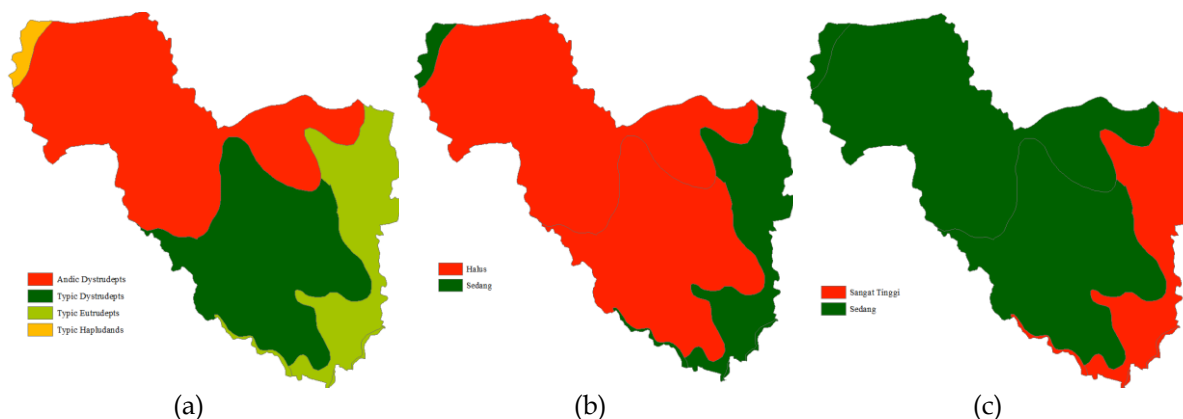 Andic Dystrudepts
Typic Dystrudepts
Typic Eutrudepts
Typic Hapludands
(a)
Halus
Sedang
(b)
Sangat Tinggi
Sedang
(c)